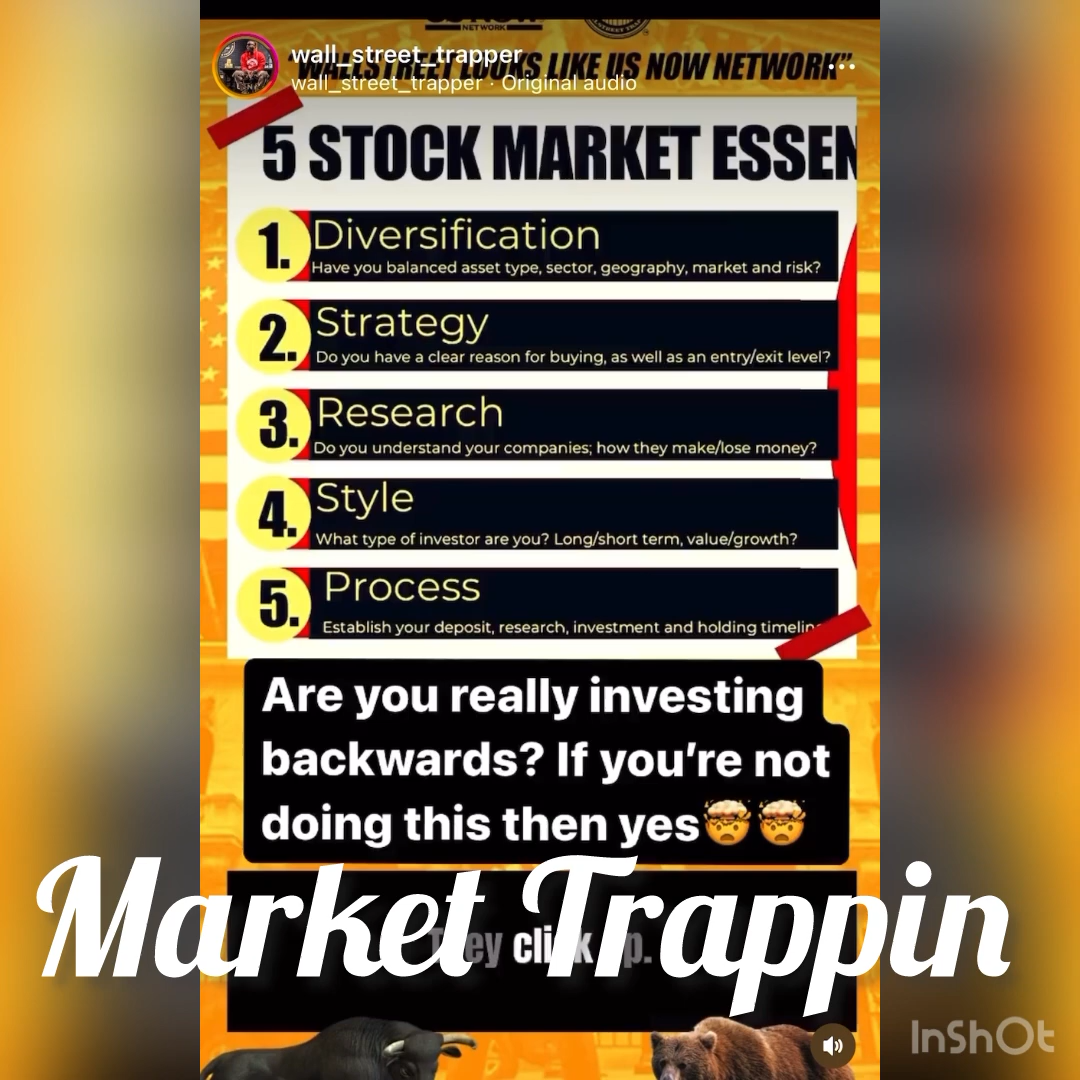 NETWORK
wall_street_trapper
LIKE US NOW NETWORK"
wall_street_trapper · Original audio
5 STOCK MARKET ESSEN
1. Diversification
Have you balanced asset type, sector, geography, market and risk?
2. Strategy
Do you have a clear reason for buying, as well as an entry/exit level?
3. Research
Do you understand your companies; how they make/lose money?
4. Style
What type of investor are you? Long/short term, value/growth?
5. Process
Establish your deposit, research, investment and holding timelin
Are you really investing
backwards? If you're not
doing this then yes🤯🤯
Market Trappin
InShOt